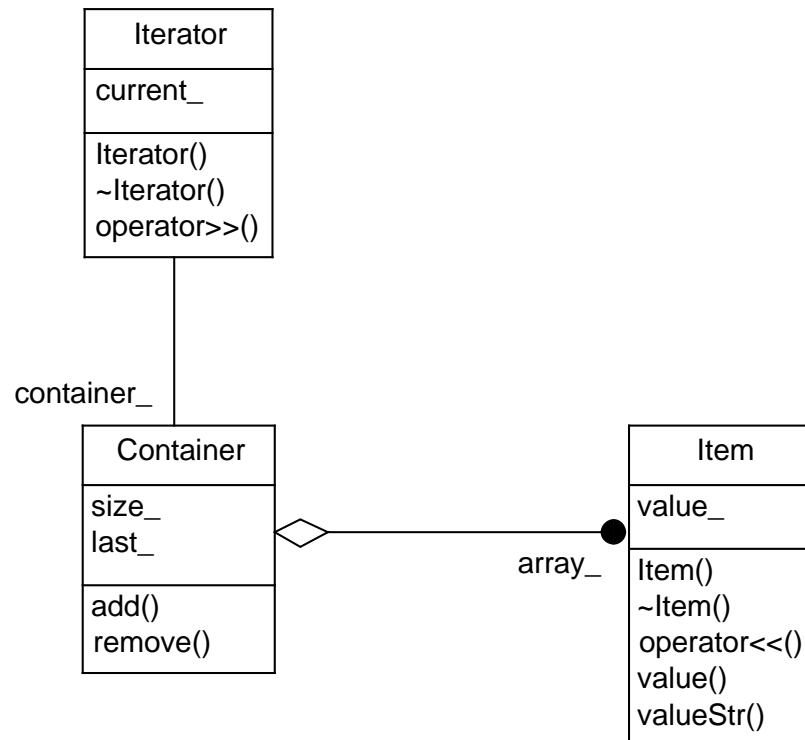 Iterator
current_
Iterator()
~Iterator()
operator>>()
container_
Container
size_
last_
add()
remove()
array_
Item
value_
Item()
~Item()
operator<<()
value()
valueStr()